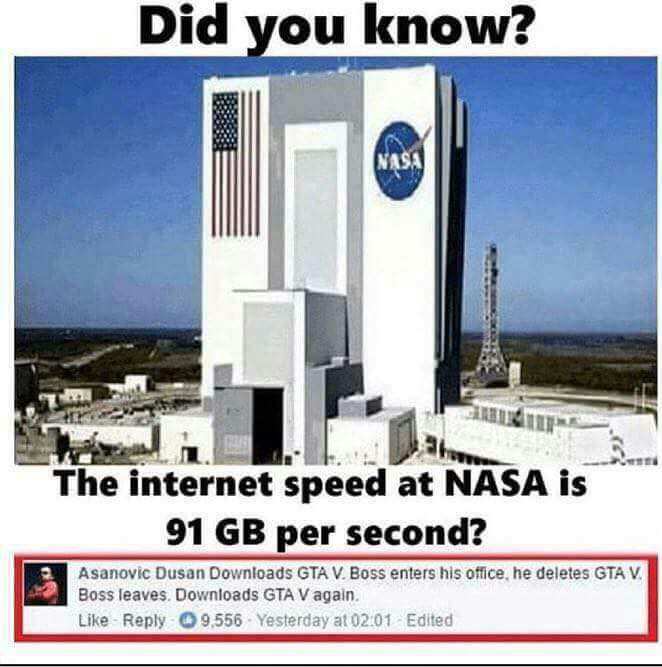 Did you know?
NASA
The internet speed at NASA is
91 GB per second?
Asanovic Dusan Downloads GTA V. Boss enters his office, he deletes GTA V.
Boss leaves. Downloads GTA V again.
Like · Reply · 9,556 · Yesterday at 02:01 · Edited